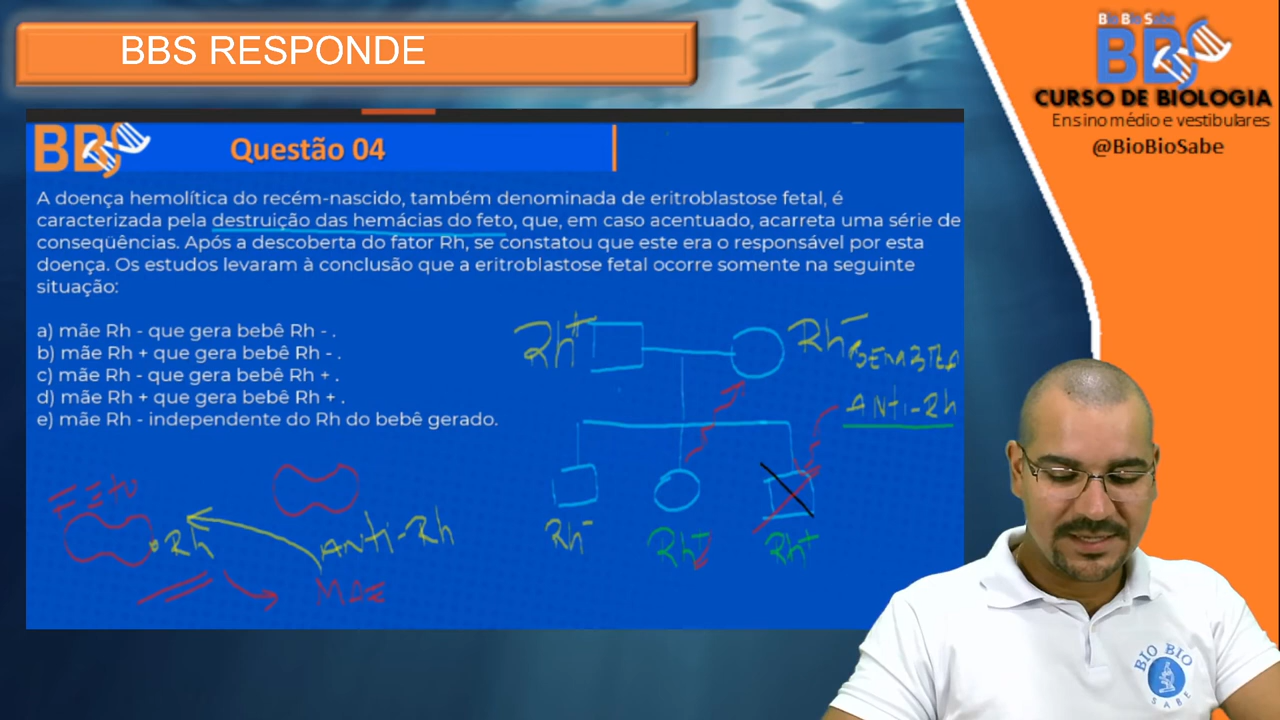 BBS RESPONDE
Bio Bio Sabe
BBS
CURSO DE BIOLOGIA
Ensino médio e vestibulares
@BioBioSabe
BBS
Questão 04
A doença hemolítica do recém-nascido, também denominada de eritroblastose fetal, é
caracterizada pela destruição das hemácias do feto, que, em caso acentuado, acarreta uma série de
conseqüências. Após a descoberta do fator Rh, se constatou que este era o responsável por esta
doença. Os estudos levaram à conclusão que a eritroblastose fetal ocorre somente na seguinte
situação:
a) mãe Rh - que gera bebê Rh - .
b) mãe Rh + que gera bebê Rh - .
c) mãe Rh - que gera bebê Rh + .
d) mãe Rh + que gera bebê Rh + .
e) mãe Rh - independente do Rh do bebê gerado.
Rh+
Rh-
ANTi-Rh
Rh-
Rh+
Rh+
Rh
ANTi-Rh
MÃE
BIO BIO
SABE